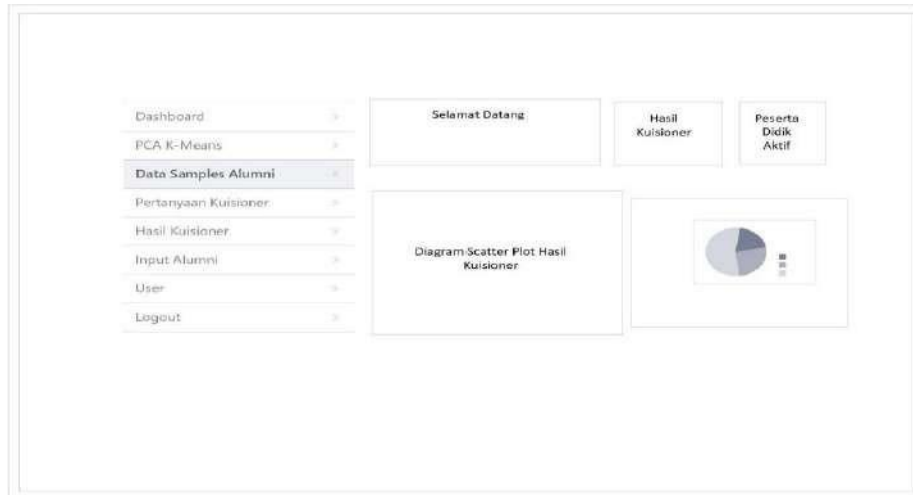 Dashboard
PCA K-Means
Data Samples Alumni
Pertanyaan Kuisioner
Hasil Kuisioner
Input Alumni
User
Logout
Selamat Datang
Hasil
Kuisioner
Peserta
Didik
Aktif
Diagram Scatter Plot Hasil
Kuisioner